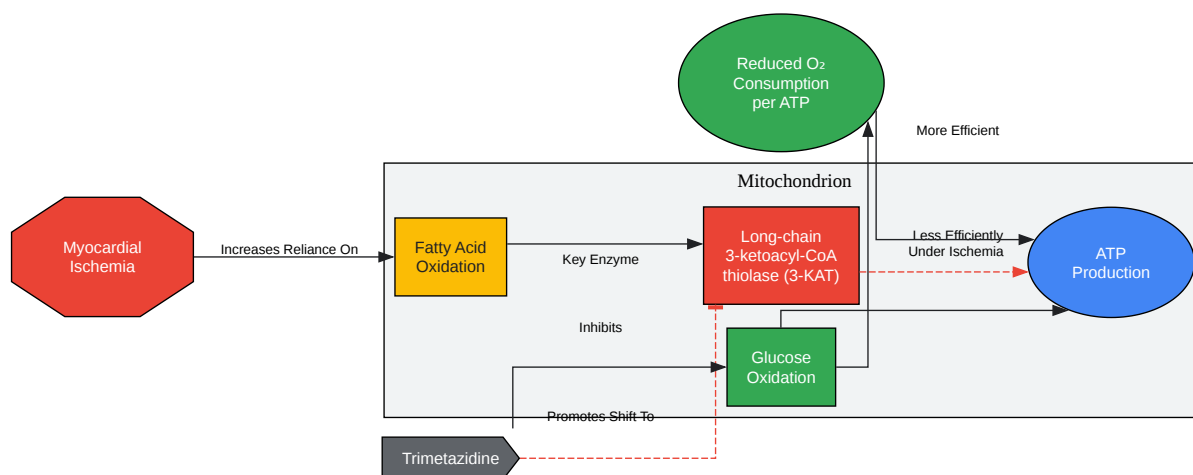 Reduced O₂
Consumption
per ATP
More Efficient
Mitochondrion
Myocardial
Ischemia
Increases Reliance On
Fatty Acid
Oxidation
Key Enzyme
Long-chain
3-ketoacyl-CoA
thiolase (3-KAT)
Less Efficiently
Under Ischemia
ATP
Production
Inhibits
Glucose
Oxidation
Promotes Shift To
Trimetazidine